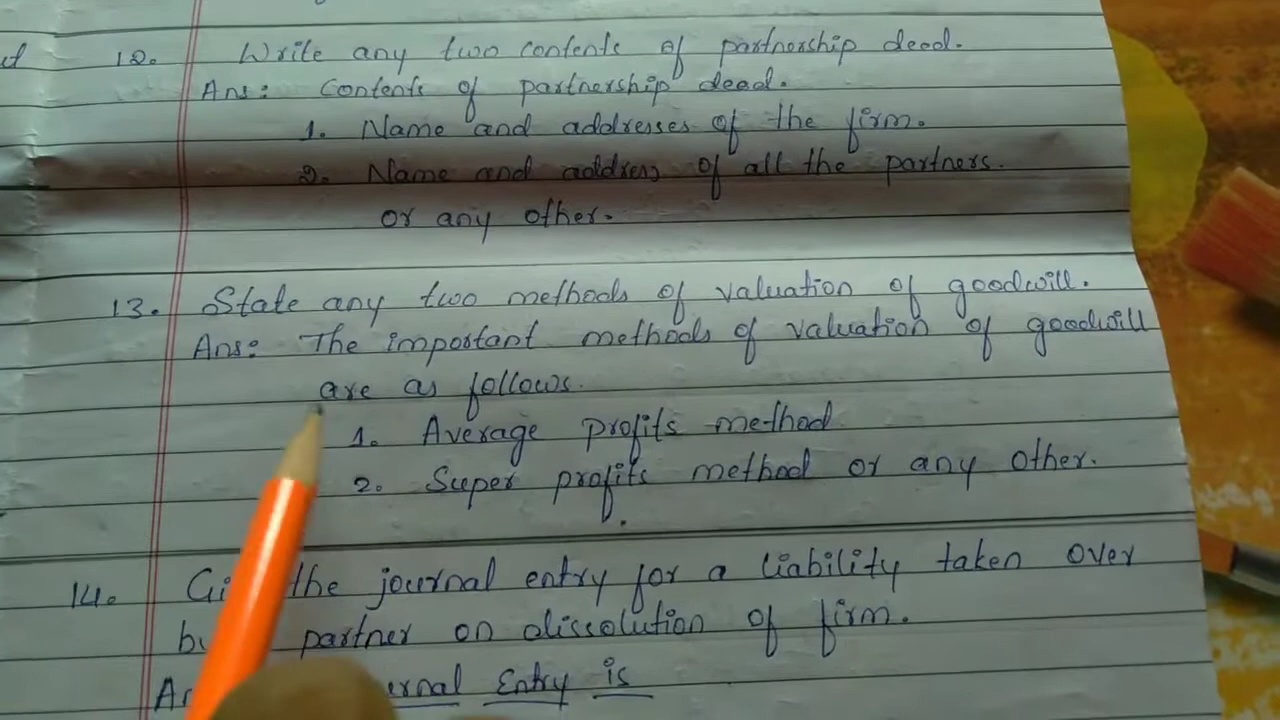 12. Write any two contents of partnership dead.
Ans: Contents of partnership dead.
1. Name and addresses of the firm.
2. Name and address of all the partners.
or any other.
13. State any two methods of valuation of goodwill.
Ans: The important methods of valuation of goodwill
are as follows.
1. Average profits method
2. Super profits method or any other.
14. the journal entry for a liability taken over
partner on dissolution of firm.
Entry is